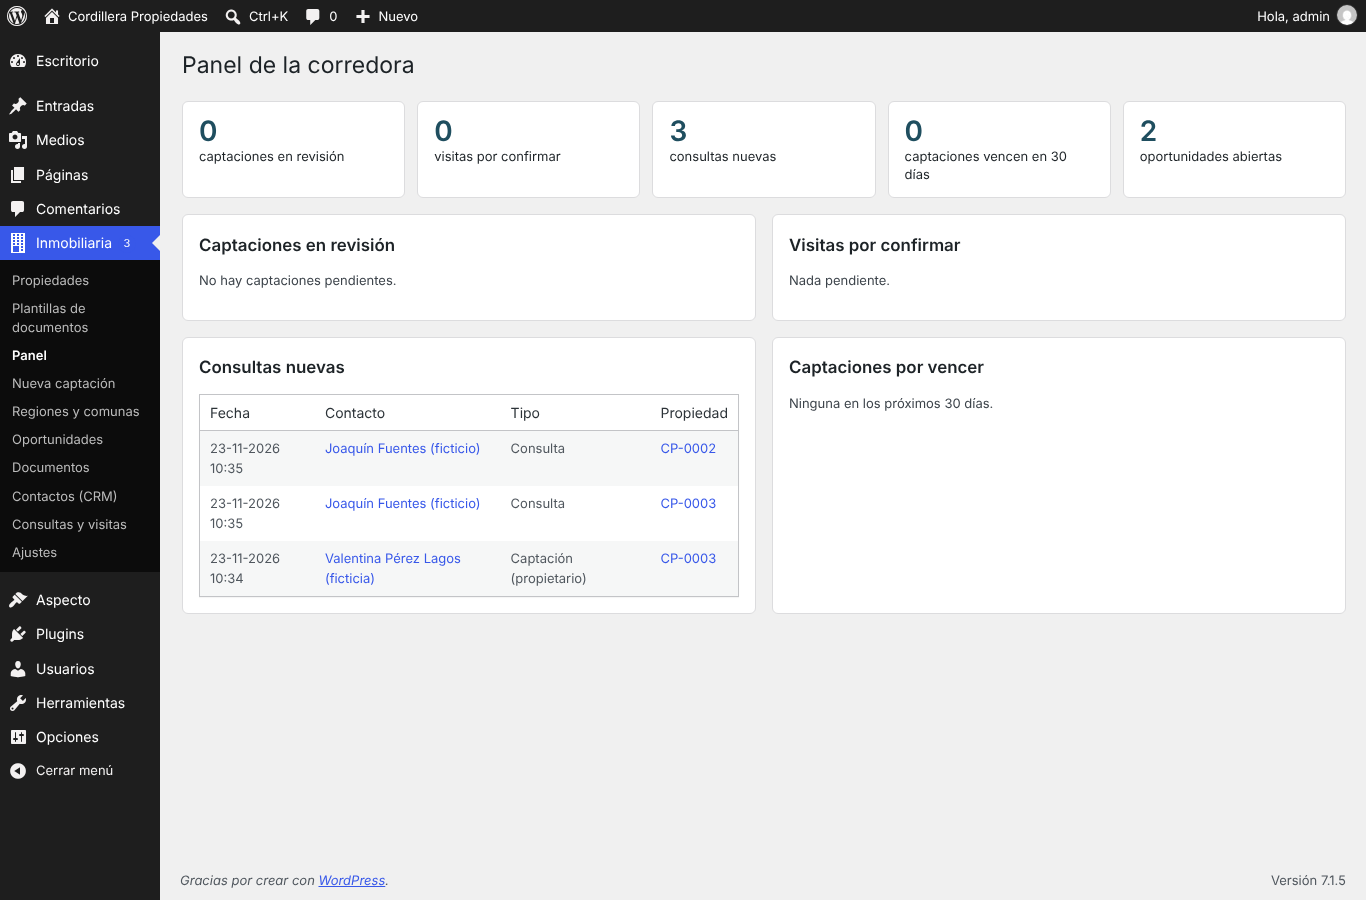 Cordillera Propiedades
Ctrl+K
0
Nuevo
Hola, admin
Escritorio
Entradas
Medios
Páginas
Comentarios
Inmobiliaria 3
Propiedades
Plantillas de
documentos
Panel
Nueva captación
Regiones y comunas
Oportunidades
Documentos
Contactos (CRM)
Consultas y visitas
Ajustes
Aspecto
Plugins
Usuarios
Herramientas
Opciones
Cerrar menú
Panel de la corredora
0
captaciones en revisión
0
visitas por confirmar
3
consultas nuevas
0
captaciones vencen en 30
días
2
oportunidades abiertas
Captaciones en revisión
No hay captaciones pendientes.
Visitas por confirmar
Nada pendiente.
Consultas nuevas
Fecha Contacto Tipo Propiedad
23-11-2026 Joaquín Fuentes (ficticio) Consulta CP-0002
10:35
23-11-2026 Joaquín Fuentes (ficticio) Consulta CP-0003
10:35
23-11-2026 Valentina Pérez Lagos Captación CP-0003
10:34 (ficticia) (propietario)
Captaciones por vencer
Ninguna en los próximos 30 días.
Gracias por crear con WordPress.
Versión 7.1.5